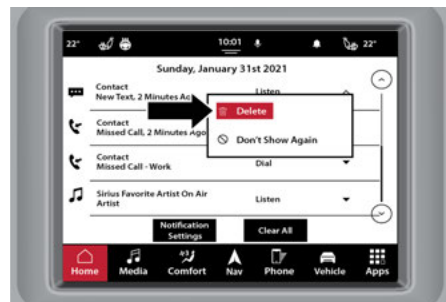 22°
10:01
22°
Sunday, January 31st 2021
Contact
New Text, 2 Minutes Ago
Listen
Delete
Don't Show Again
Contact
Missed Call, 2 Minutes Ago
Contact
Missed Call - Work
Dial
Sirius Favorite Artist On Air
Artist
Listen
Notification
Settings
Clear All
Home
Media
Comfort
Nav
Phone
Vehicle
Apps